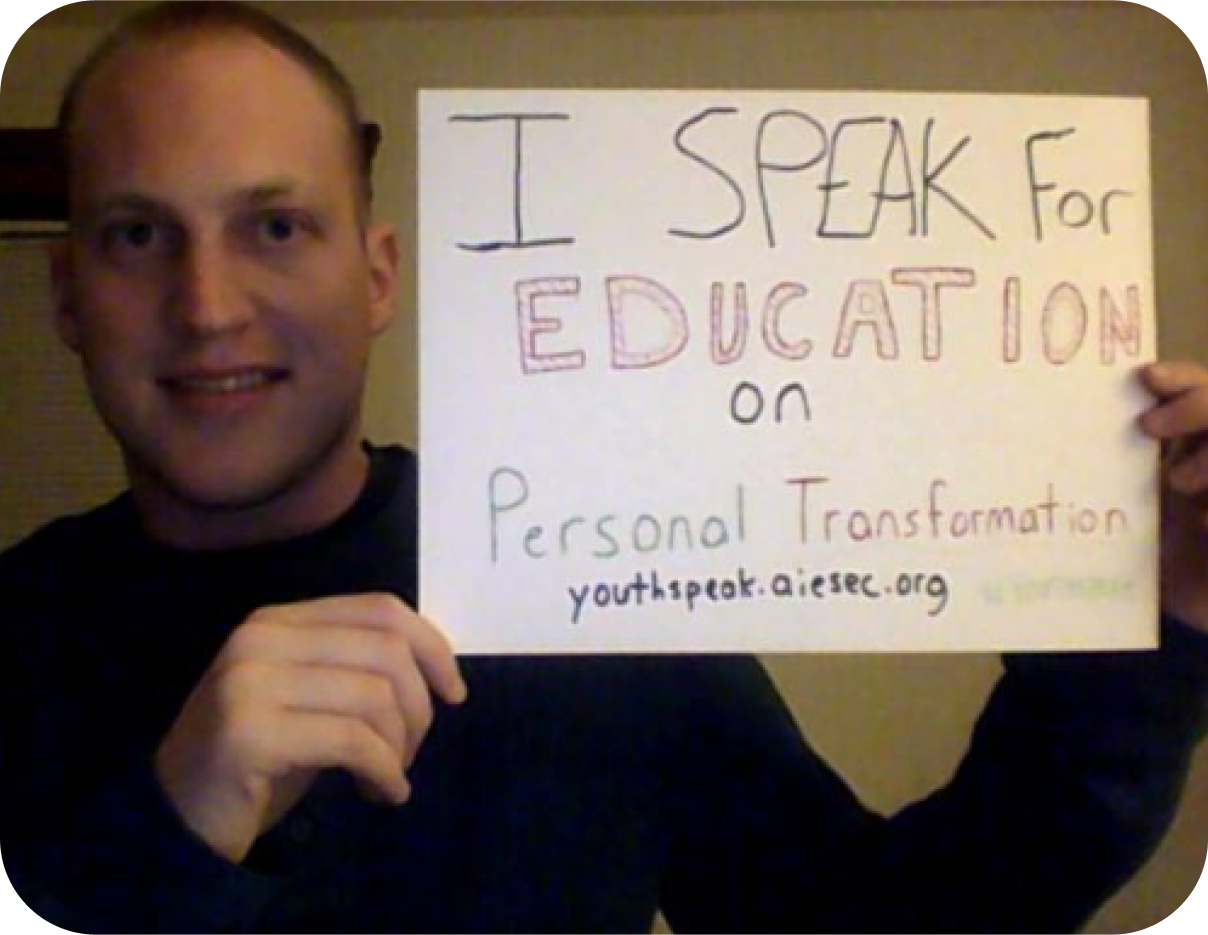 I SPEAK For
EDUCATION
on
Personal Transformation
youthspeak.aiesec.org